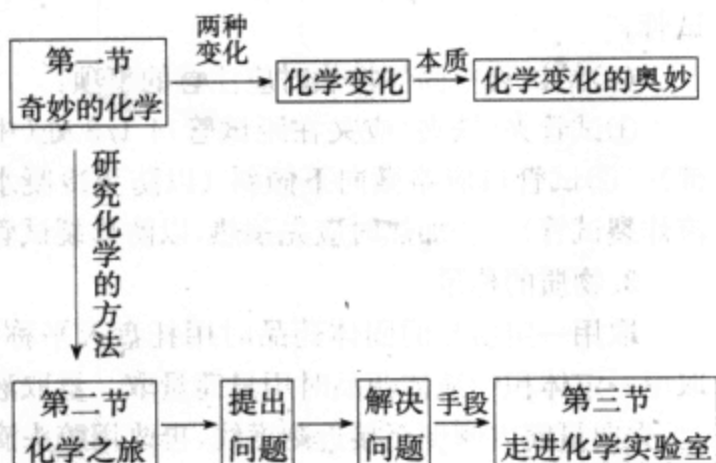 第一节
奇妙的化学
两种
变化
化学变化
本质
化学变化的奥妙
研究化学的方法
第二节
化学之旅
提出
问题
解决
问题
手段
第三节
走进化学实验室